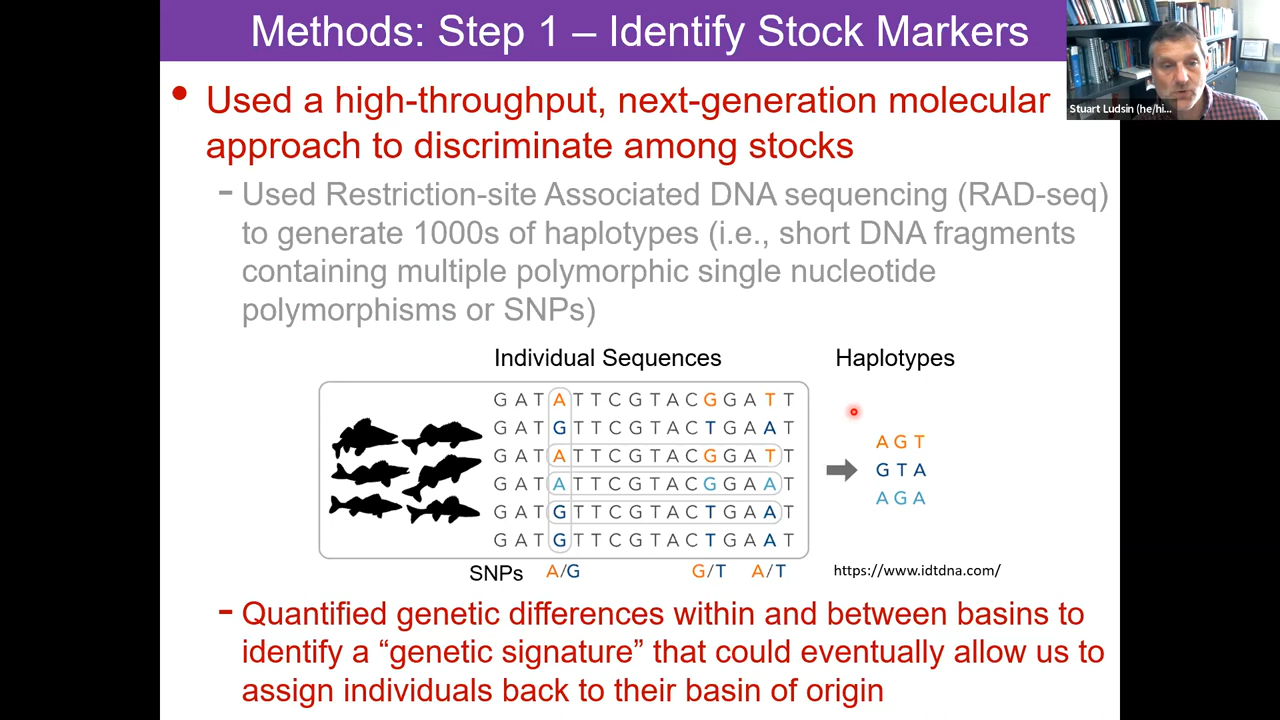 Methods: Step 1 – Identify Stock Markers
Stuart Ludsin (he/hi...
• Used a high-throughput, next-generation molecular
approach to discriminate among stocks
- Used Restriction-site Associated DNA sequencing (RAD-seq)
to generate 1000s of haplotypes (i.e., short DNA fragments
containing multiple polymorphic single nucleotide
polymorphisms or SNPs)
Individual Sequences
Haplotypes
G A T A T T C G T A C G G A T T
G A T G T T C G T A C T G A A T
G A T A T T C G T A C G G A T T
G A T A T T C G T A C G G A A T
G A T G T T C G T A C T G A A T
G A T G T T C G T A C T G A A T
A G T
G T A
A G A
SNPs A/G G/T A/T
https://www.idtdna.com/
- Quantified genetic differences within and between basins to
identify a “genetic signature” that could eventually allow us to
assign individuals back to their basin of origin